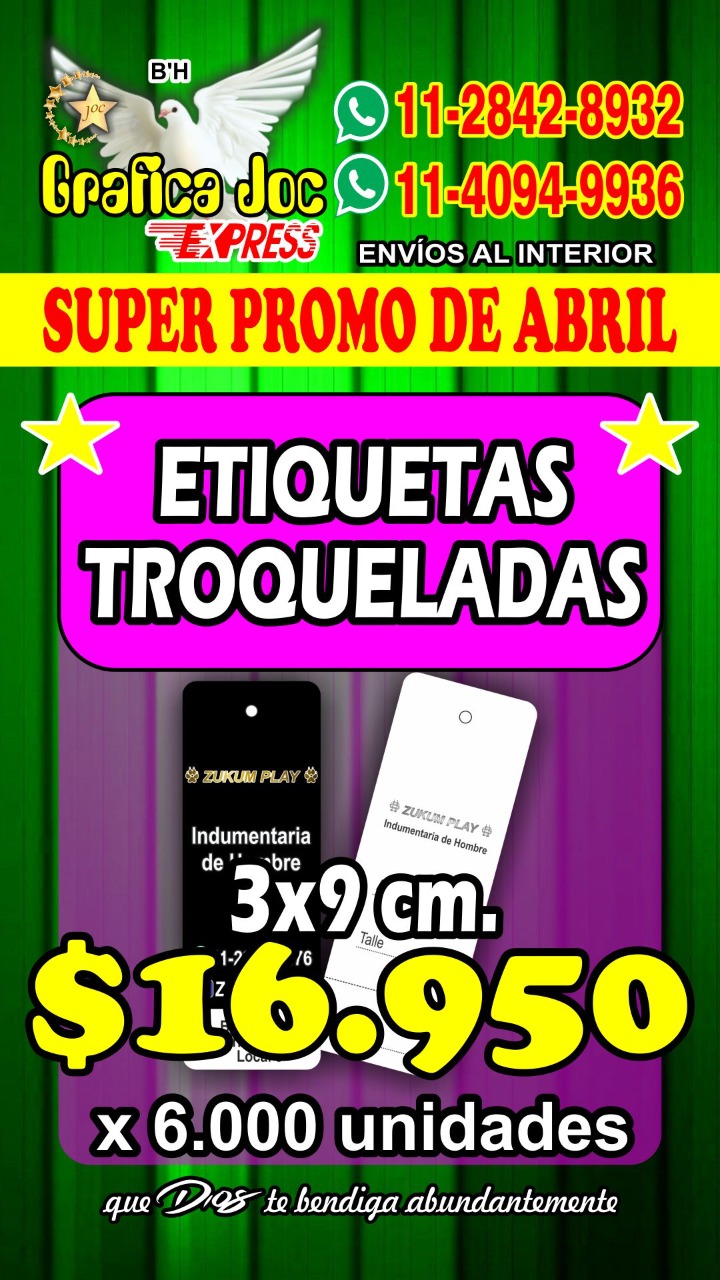 B'H
JOC
Grafica Joc
EXPRESS
11-2842-8932
11-4094-9936
ENVÍOS AL INTERIOR
SUPER PROMO DE ABRIL
ETIQUETAS
TROQUELADAS
ZUKUM PLAY
Indumentaria
de Hombre
ZUKUM PLAY
Indumentaria de Hombre
Talle
3x9 cm.
$16.950
x 6.000 unidades
que Dios te bendiga abundantemente